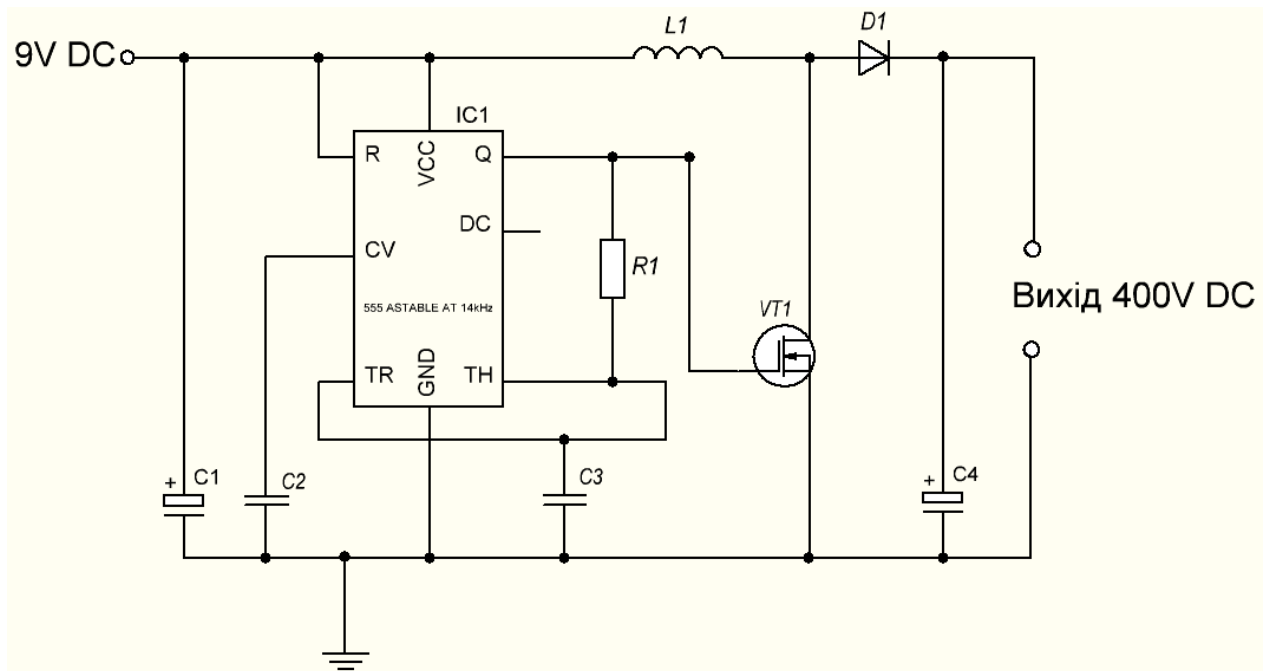 L1
D1
9V DC
IC1
R
VCC
Q
DC
CV
R1
555 ASTABLE AT 14kHz
Вихід 400V DC
VT1
TR
GND
TH
+ C1
C2
C3
+ C4